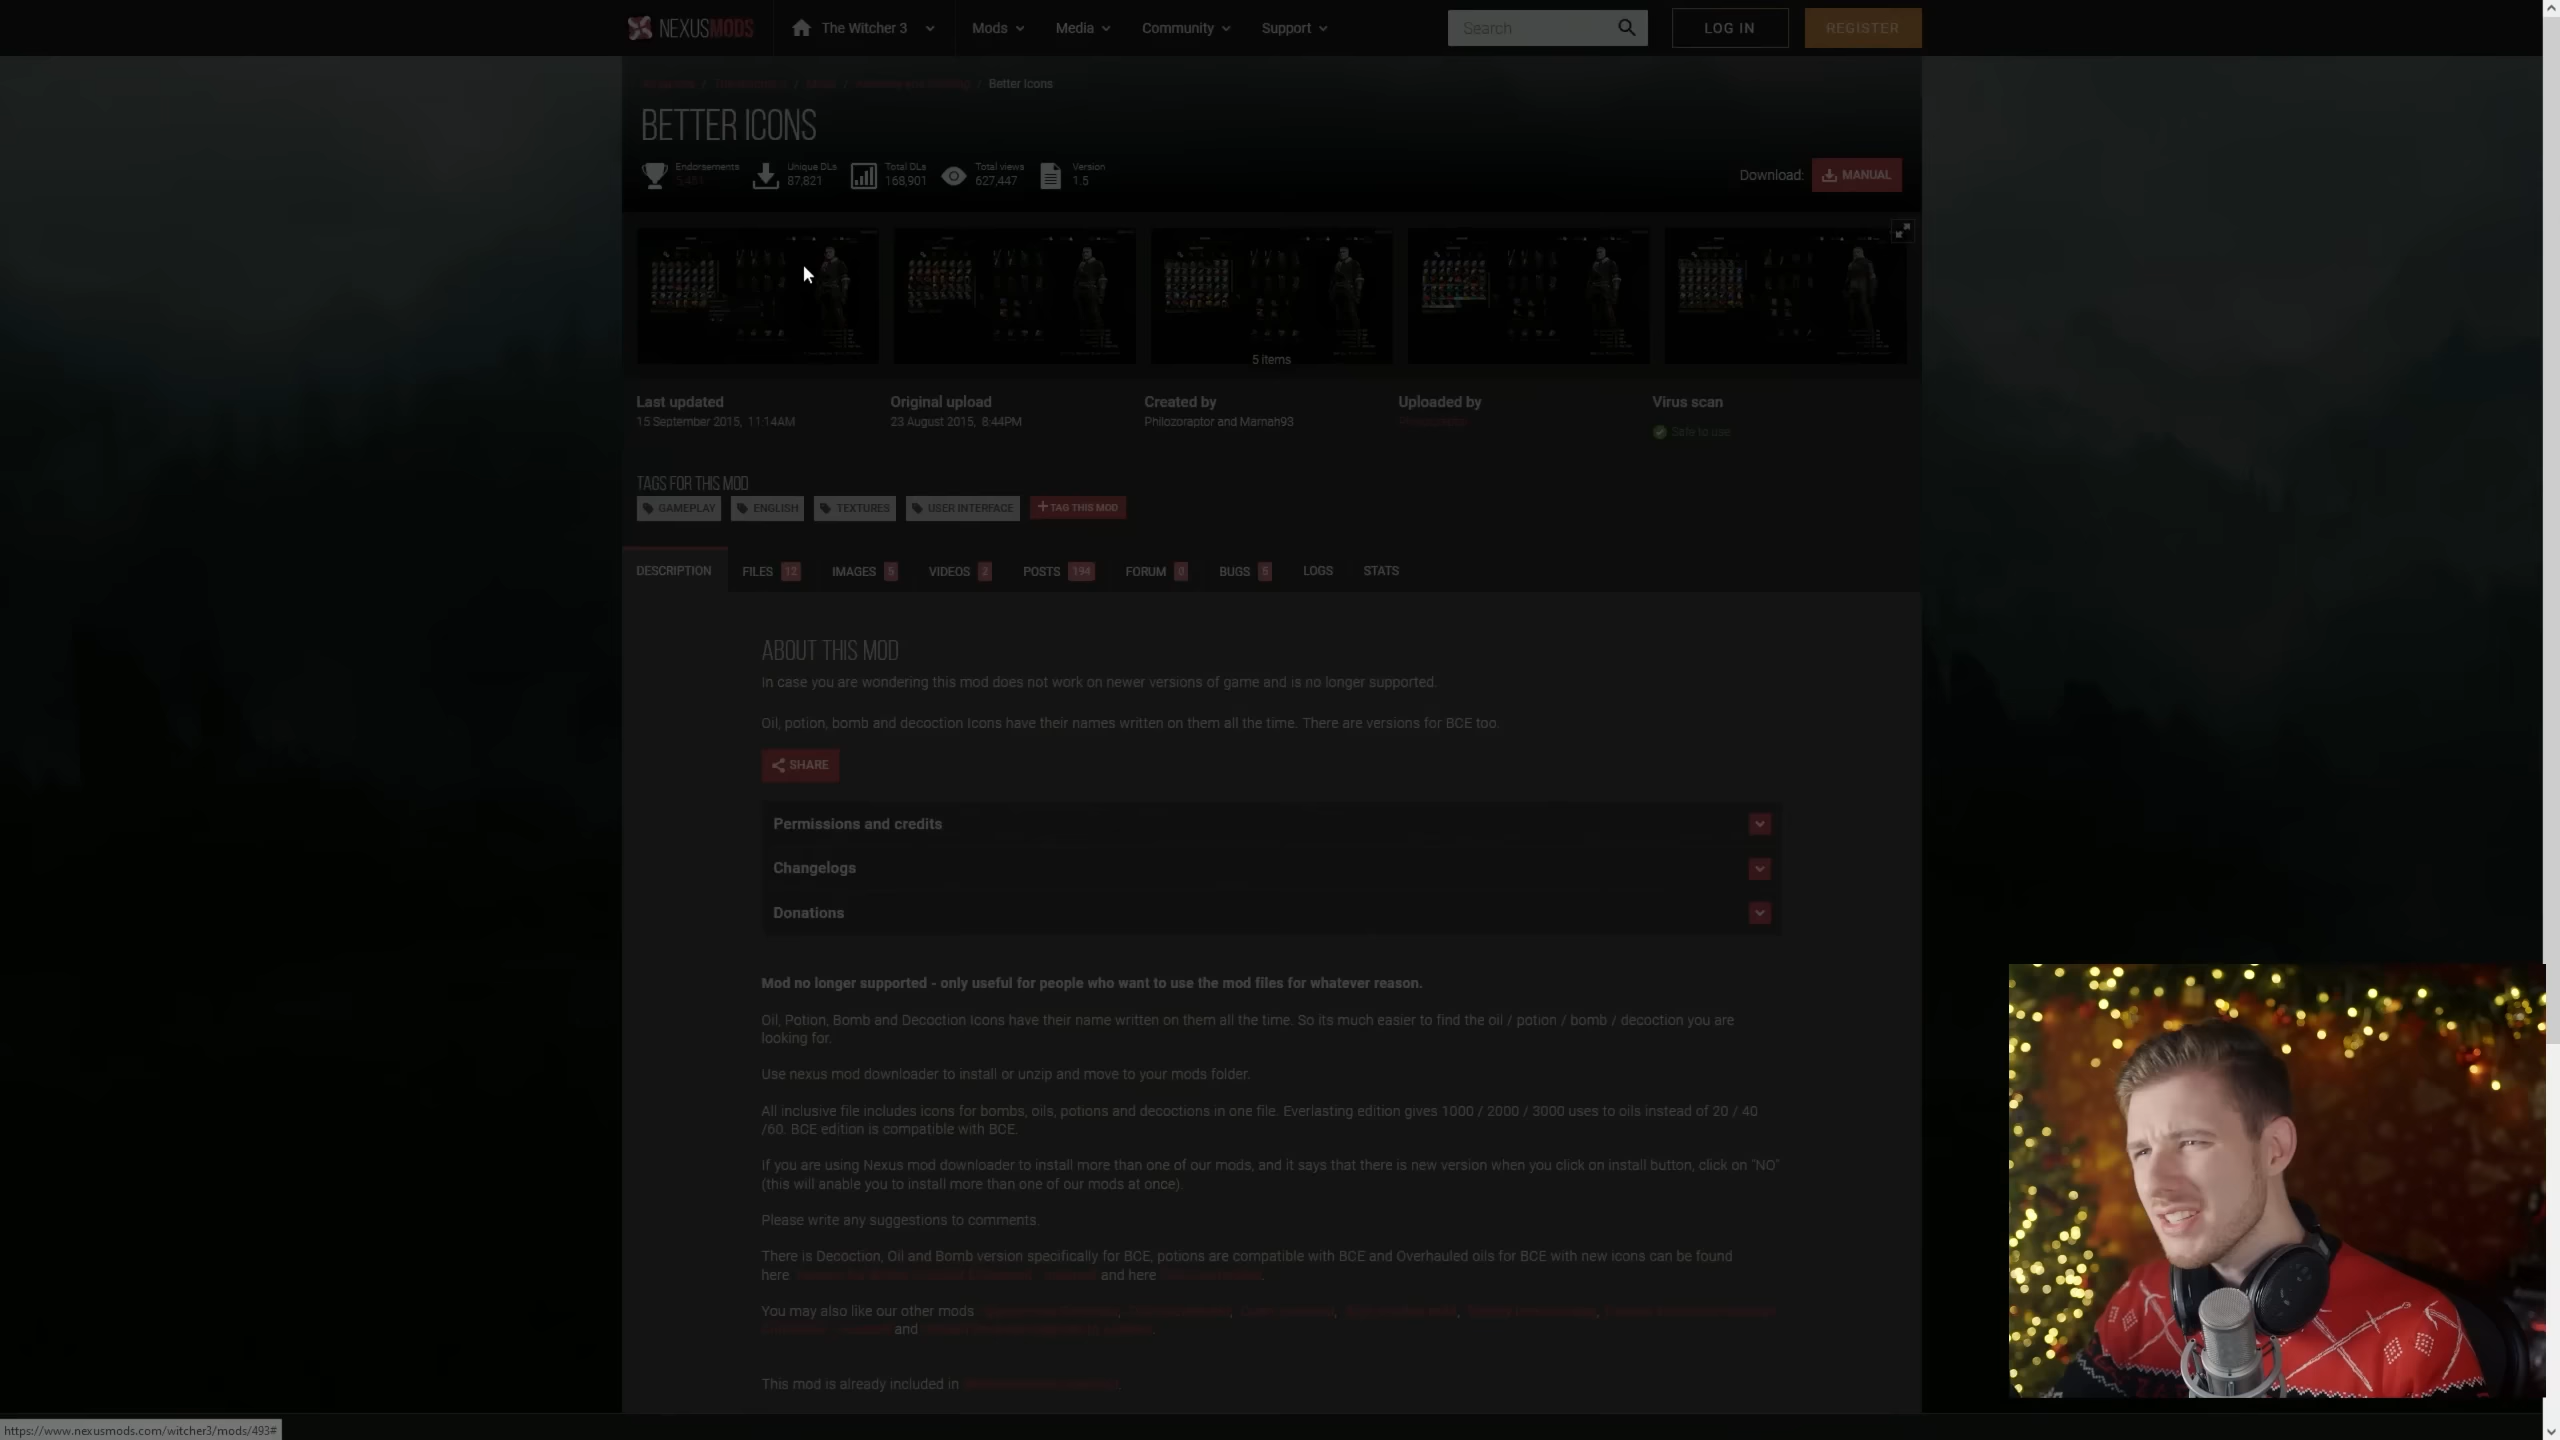 NEXUSMODS
The Witcher 3
Mods
Media
Community
Support
Search
LOG IN
REGISTER
/ / / / Better Icons
BETTER ICONS
Endorsements
Unique DLs
87,821
Total DLs
168,901
Total views
627,447
Version
1.5
Download:
MANUAL
5 items
Last updated
15 September 2015, 11:14AM
Original upload
23 August 2015, 8:44PM
Created by
Philozoraptor and Marnah93
Uploaded by
Virus scan
Safe to use
TAGS FOR THIS MOD
GAMEPLAY
ENGLISH
TEXTURES
USER INTERFACE
+TAG THIS MOD
DESCRIPTION
FILES 12
IMAGES 5
VIDEOS 2
POSTS 194
FORUM 0
BUGS 5
LOGS
STATS
ABOUT THIS MOD
In case you are wondering this mod does not work on newer versions of game and is no longer supported.
Oil, potion, bomb and decoction Icons have their names written on them all the time. There are versions for BCE too.
SHARE
Permissions and credits
Changelogs
Donations
Mod no longer supported - only useful for people who want to use the mod files for whatever reason.
Oil, Potion, Bomb and Decoction Icons have their name written on them all the time. So its much easier to find the oil / potion / bomb / decoction you are
looking for.
Use nexus mod downloader to install or unzip and move to your mods folder.
All inclusive file includes icons for bombs, oils, potions and decoctions in one file. Everlasting edition gives 1000 / 2000 / 3000 uses to oils instead of 20 / 40
/60. BCE edition is compatible with BCE.
If you are using Nexus mod downloader to install more than one of our mods, and it says that there is new version when you click on install button, click on "NO"
(this will anable you to install more than one of our mods at once).
Please write any suggestions to comments.
There is Decoction, Oil and Bomb version specifically for BCE, potions are compatible with BCE and Overhauled oils for BCE with new icons can be found
here and here .
You may also like our other mods , , , , ,
and .
This mod is already included in
https://www.nexusmods.com/witcher3/mods/493#